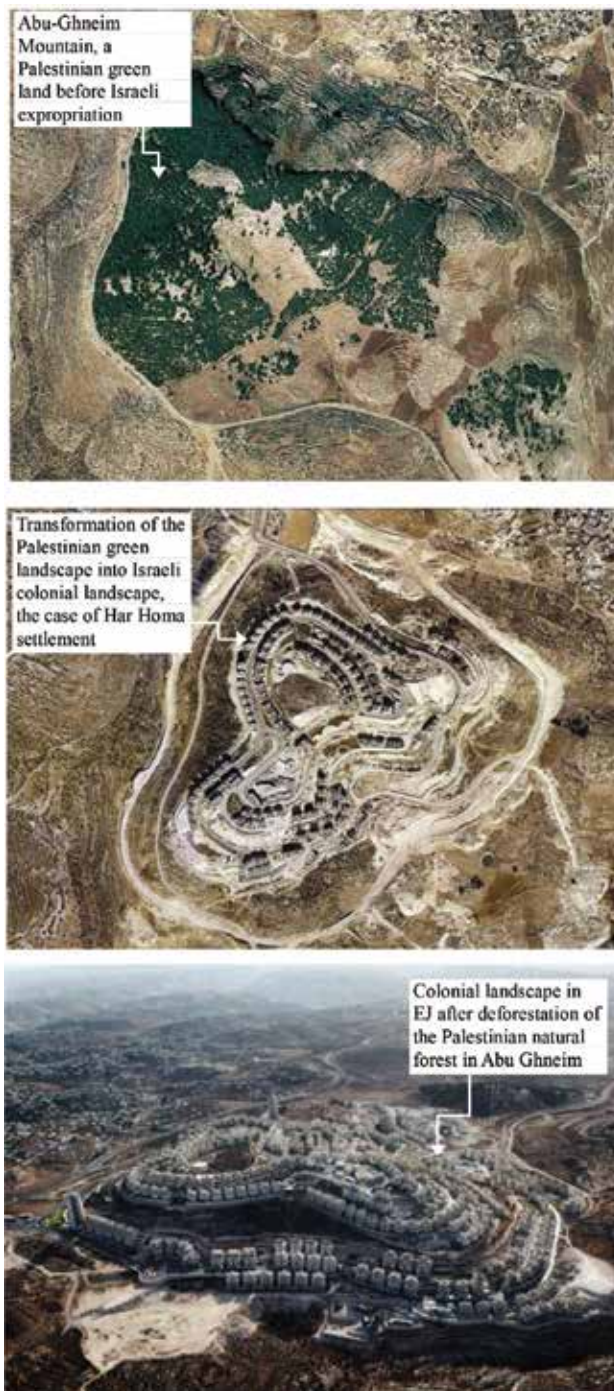 Abu-Ghneim
Mountain, a
Palestinian green
land before Israeli
expropriation
Transformation of the
Palestinian green
landscape into Israeli
colonial landscape,
the case of Har Homa
settlement
Colonial landscape in
EJ after deforestation of
the Palestinian natural
forest in Abu Ghneim